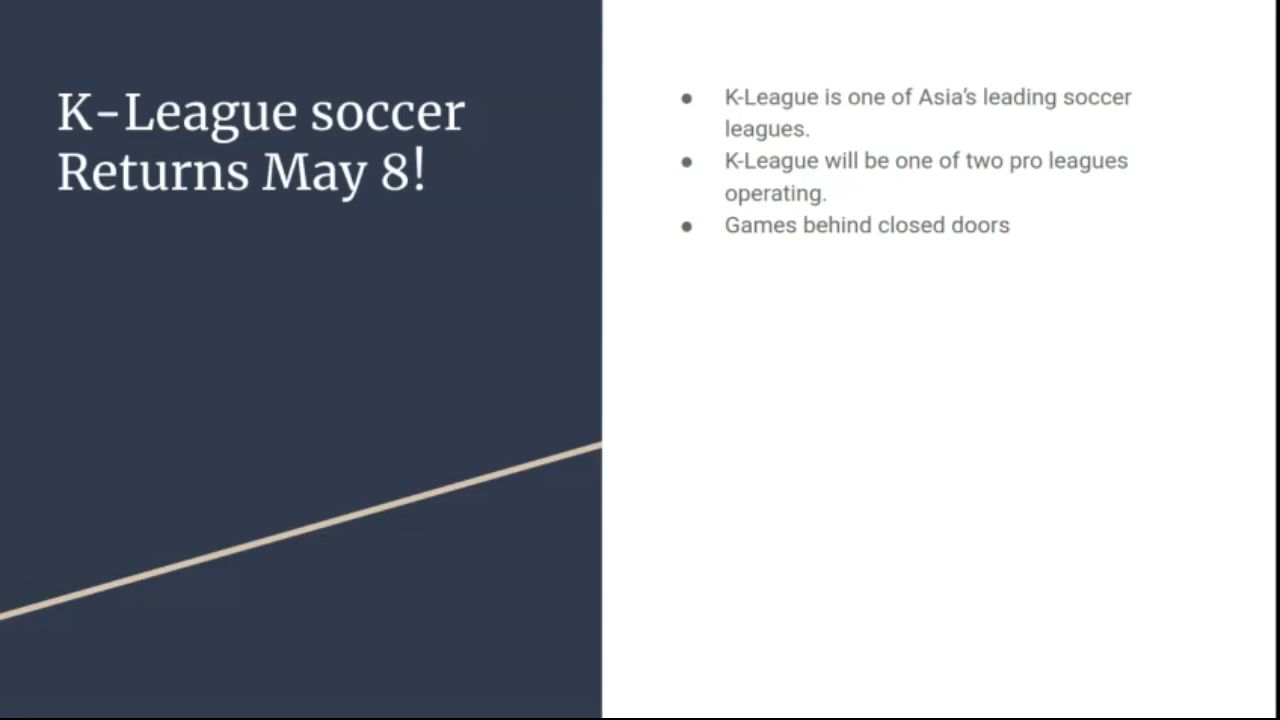 K-League soccer
Returns May 8!
● K-League is one of Asia's leading soccer
leagues.
● K-League will be one of two pro leagues
operating.
● Games behind closed doors